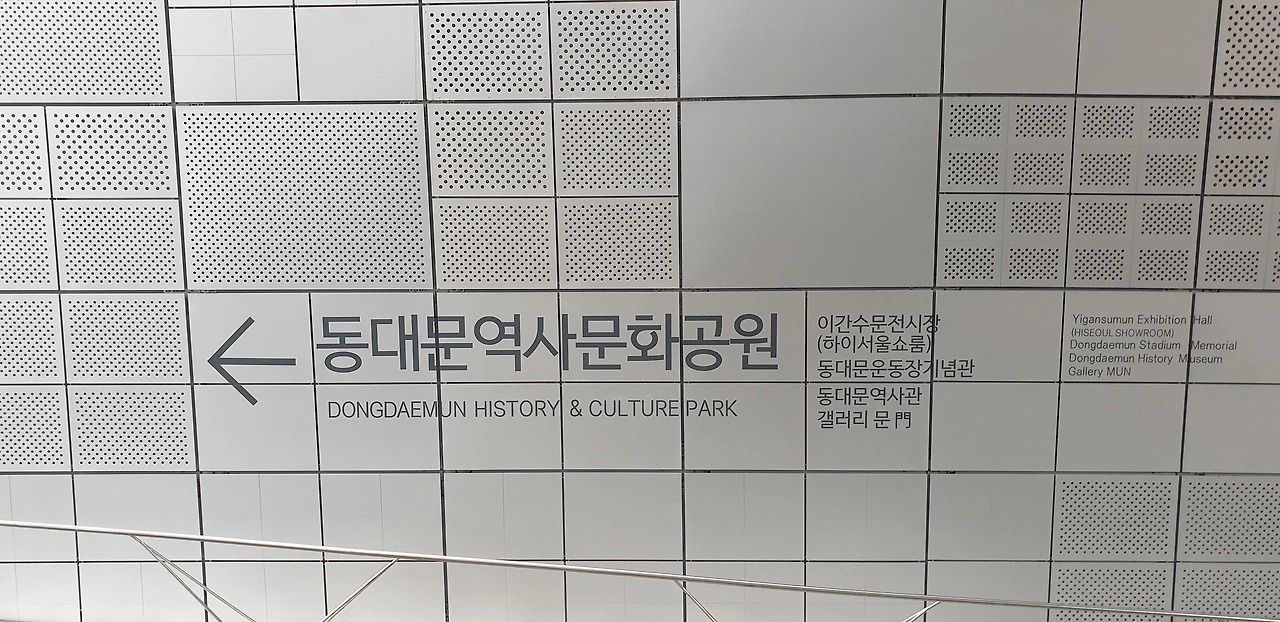 동대문역사문화공원
DONGDAEMUN HISTORY & CULTURE PARK
이간수문전시장
(하이서울쇼룸)
동대문운동장기념관
동대문역사관
갤러리 문 門
Yigansumun Exhibition Hall
(HISEOUL SHOWROOM)
Dongdaemun Stadium Memorial
Dongdaemun History Museum
Gallery MUN